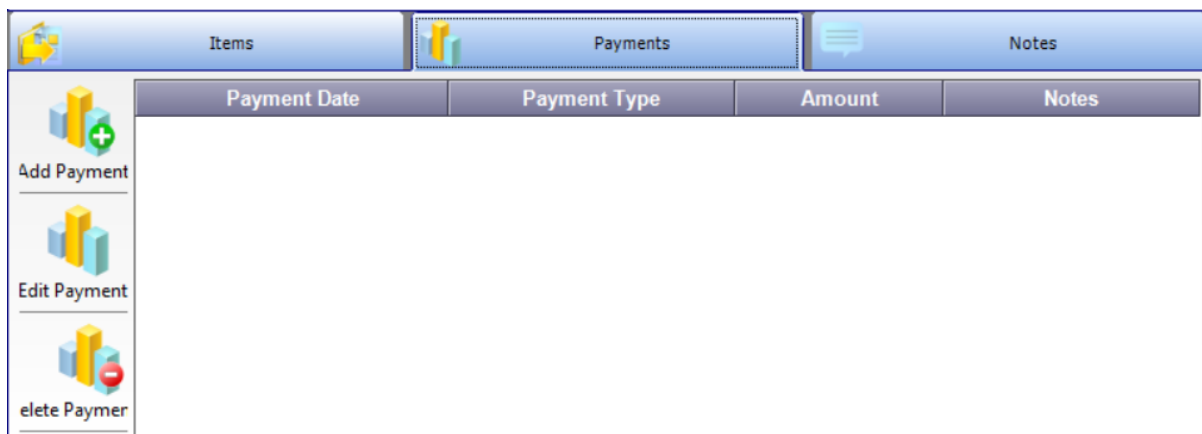 Items Payments Notes
Payment Date Payment Type Amount Notes
Add Payment
Edit Payment
elete Paymer